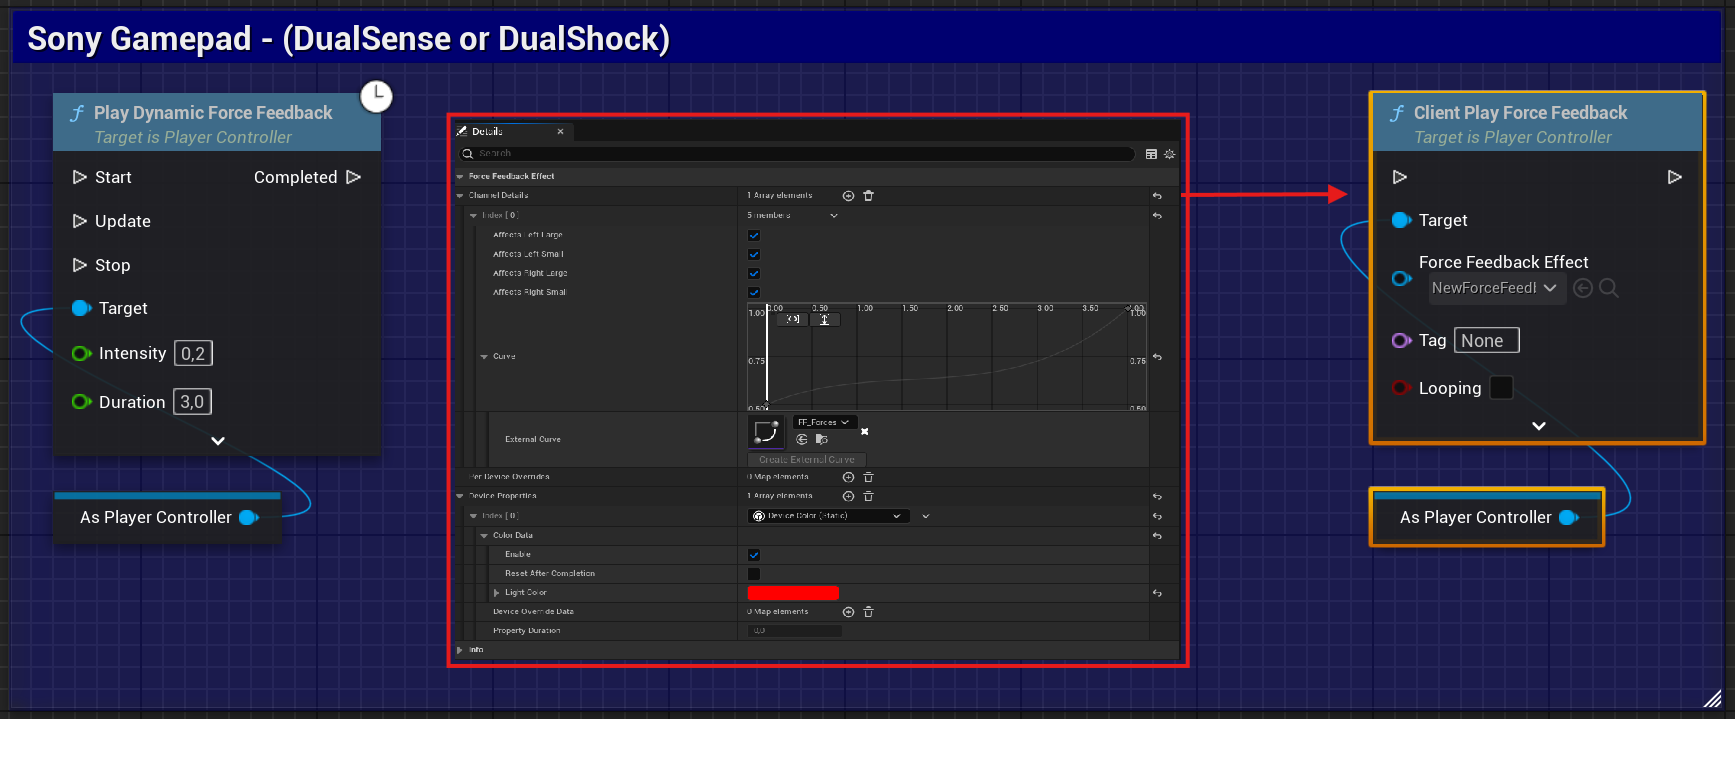 Sony Gamepad - (DualSense or DualShock)
Play Dynamic Force Feedback
Target is Player Controller
Start
Completed
Update
Stop
Target
Intensity 0,2
Duration 3,0
As Player Controller
Details
Search
Force Feedback Effect
Channel Details
1 Array elements
Index [ 0 ]
5 members
Affects Left Large
Affects Left Small
Affects Right Large
Affects Right Small
0.00 0.50 1.00 1.50 2.00 2.50 3.00 3.50 4.00
1.00
1.00
Curve
0.75
0.75
0.50
0.50
External Curve
FF_Forces
Create External Curve
Per Device Overrides
0 Map elements
Device Properties
1 Array elements
Index [ 0 ]
Device Color (Static)
Color Data
Enable
Reset After Completion
Light Color
Device Override Data
0 Map elements
Property Duration
0,0
Info
Client Play Force Feedback
Target is Player Controller
Target
Force Feedback Effect
NewForceFeedb
Tag None
Looping
As Player Controller